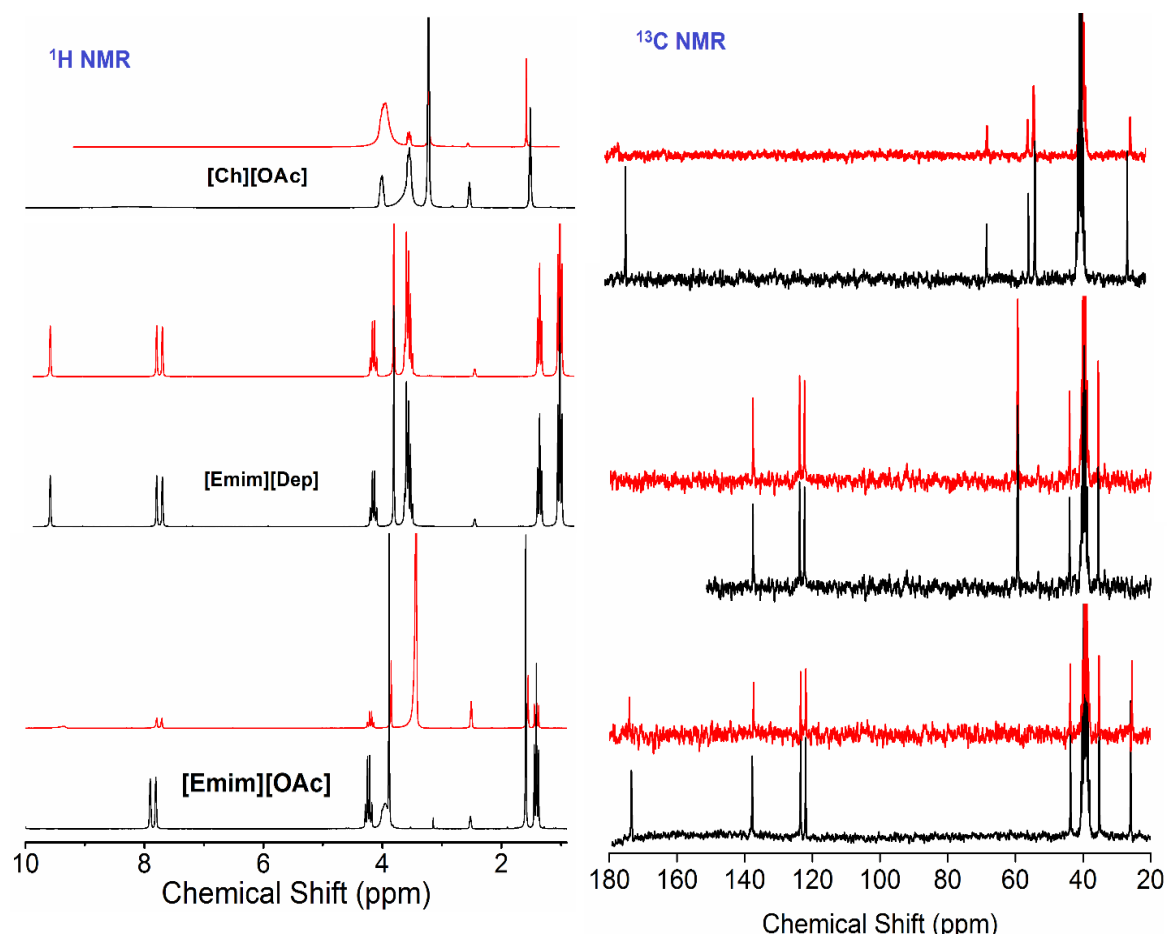 ¹H NMR
¹³C NMR
[Ch][OAc]
[Emim][Dep]
[Emim][OAc]
10 8 6 4 2
Chemical Shift (ppm)
180 160 140 120 100 80 60 40 20
Chemical Shift (ppm)